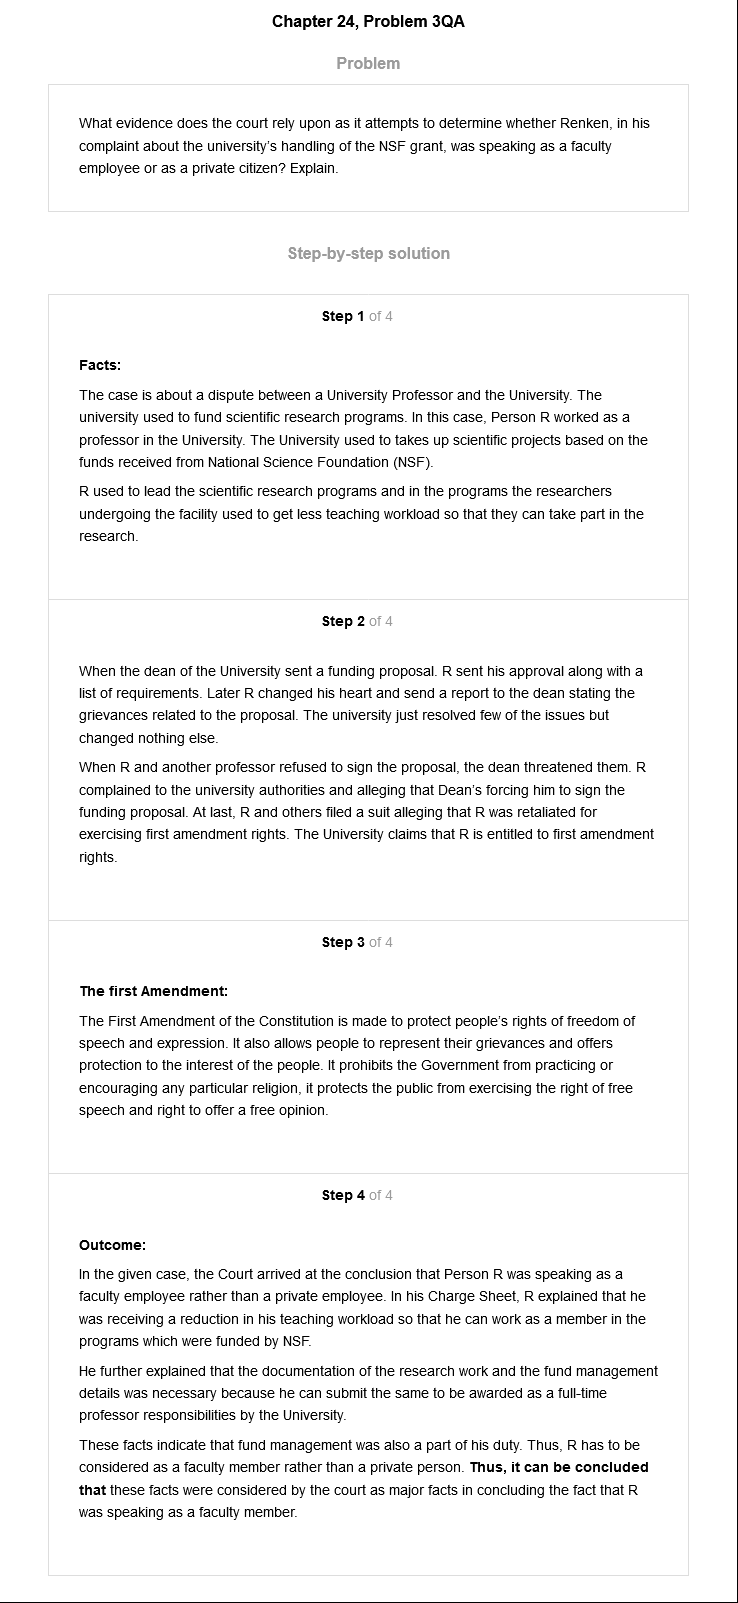 Chapter 24, Problem 3QA
Problem
What evidence does the court rely upon as it attempts to determine whether Renken, in his
complaint about the university's handling of the NSF grant, was speaking as a faculty
employee or as a private citizen? Explain.
Step-by-step solution
Step 1 of 4
Facts:
The case is about a dispute between a University Professor and the University. The
university used to fund scientific research programs. In this case, Person R worked as a
professor in the University. The University used to takes up scientific projects based on the
funds received from National Science Foundation (NSF).
R used to lead the scientific research programs and in the programs the researchers
undergoing the facility used to get less teaching workload so that they can take part in the
research.
Step 2 of 4
When the dean of the University sent a funding proposal. R sent his approval along with a
list of requirements. Later R changed his heart and send a report to the dean stating the
grievances related to the proposal. The university just resolved few of the issues but
changed nothing else.
When R and another professor refused to sign the proposal, the dean threatened them. R
complained to the university authorities and alleging that Dean's forcing him to sign the
funding proposal. At last, R and others filed a suit alleging that R was retaliated for
exercising first amendment rights. The University claims that R is entitled to first amendment
rights.
Step 3 of 4
The first Amendment:
The First Amendment of the Constitution is made to protect people's rights of freedom of
speech and expression. It also allows people to represent their grievances and offers
protection to the interest of the people. It prohibits the Government from practicing or
encouraging any particular religion, it protects the public from exercising the right of free
speech and right to offer a free opinion.
Step 4 of 4
Outcome:
In the given case, the Court arrived at the conclusion that Person R was speaking as a
faculty employee rather than a private employee. In his Charge Sheet, R explained that he
was receiving a reduction in his teaching workload so that he can work as a member in the
programs which were funded by NSF.
He further explained that the documentation of the research work and the fund management
details was necessary because he can submit the same to be awarded as a full-time
professor responsibilities by the University.
These facts indicate that fund management was also a part of his duty. Thus, R has to be
considered as a faculty member rather than a private person. Thus, it can be concluded
that these facts were considered by the court as major facts in concluding the fact that R
was speaking as a faculty member.